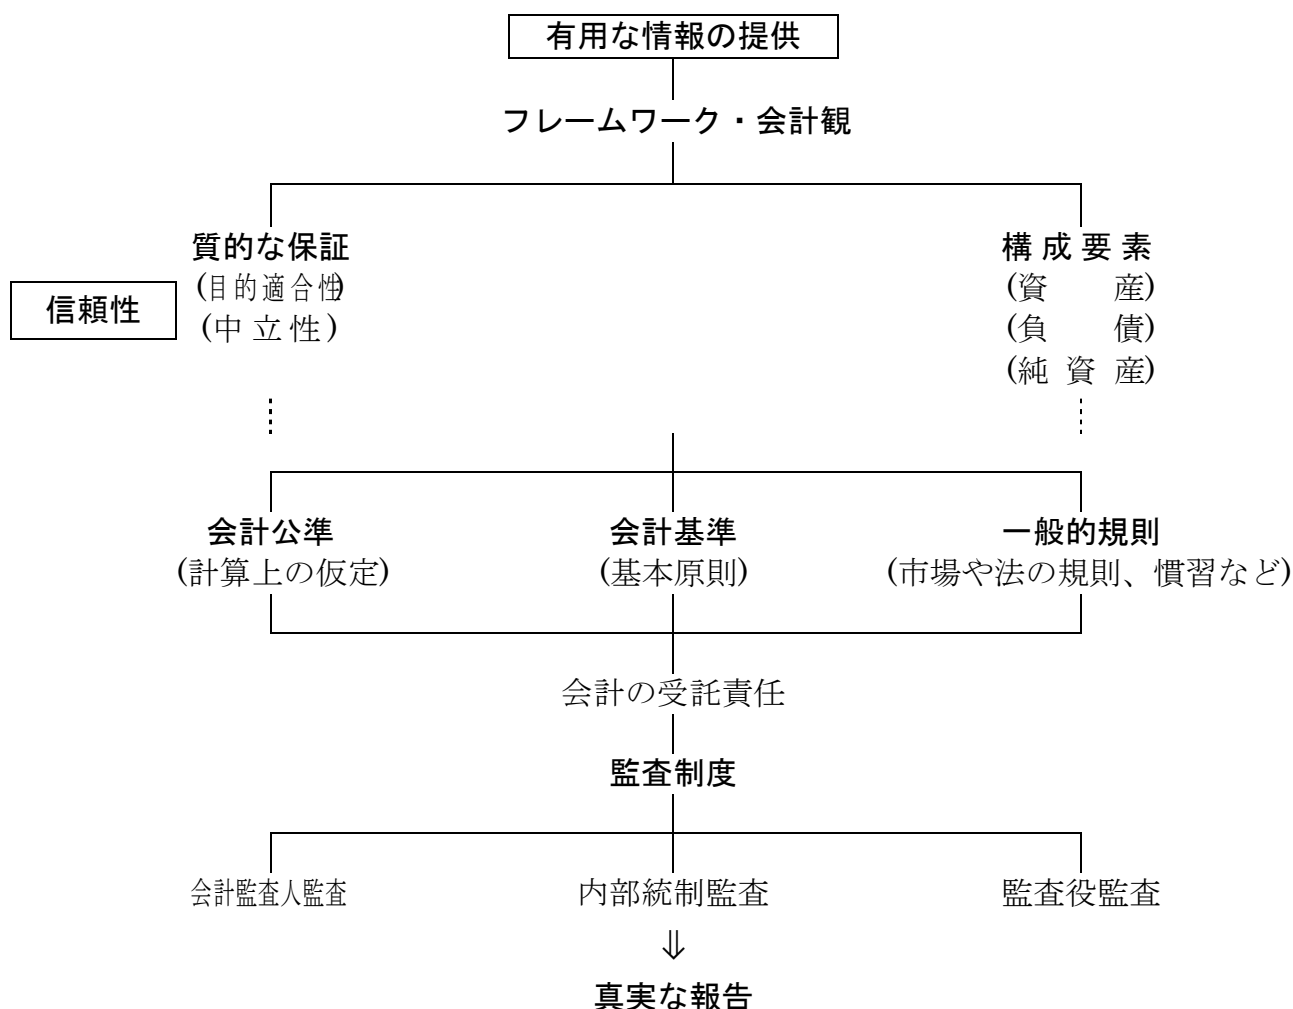 有用な情報の提供
フレームワーク・会計観
質的な保証
(目的適合性)
(中立性)
信頼性
構成要素
(資　産)
(負　債)
(純資産)
会計公準
(計算上の仮定)
会計基準
(基本原則)
一般的規則
(市場や法の規則、慣習など)
会計の受託責任
監査制度
会計監査人監査
内部統制監査
監査役監査
⇓
真実な報告